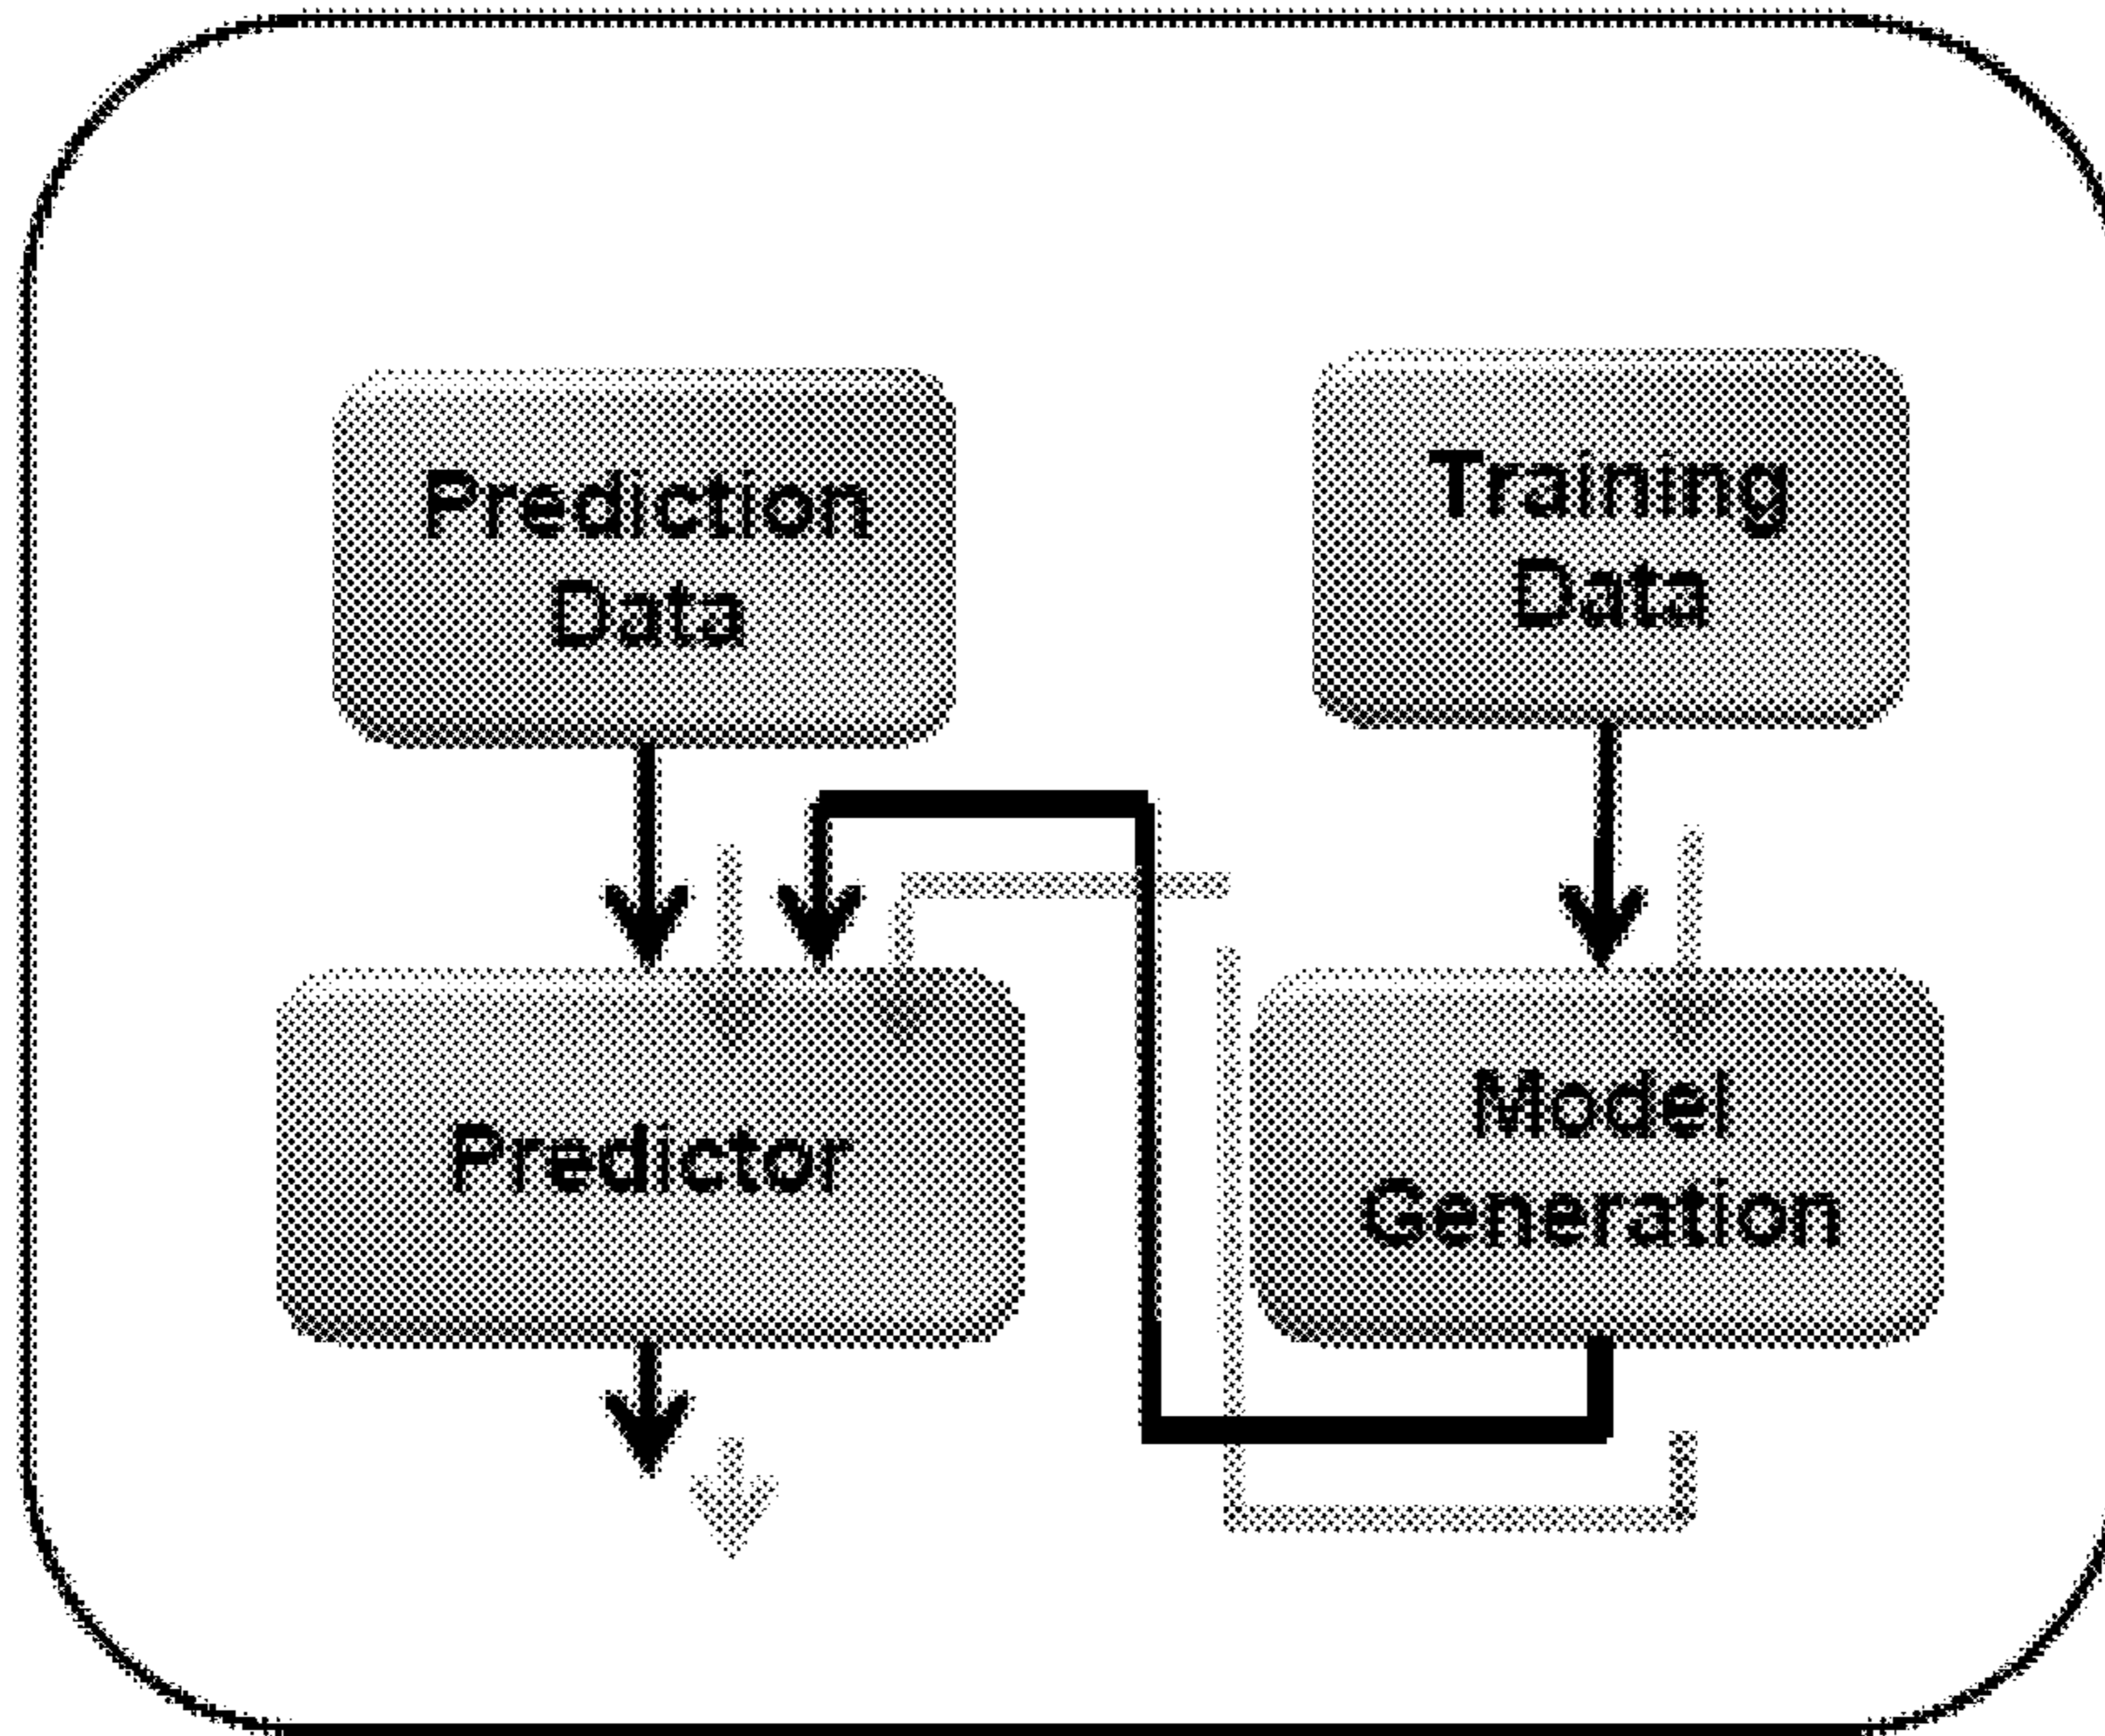 Prediction
Data
Training
Data
Predictor
Model
Generation